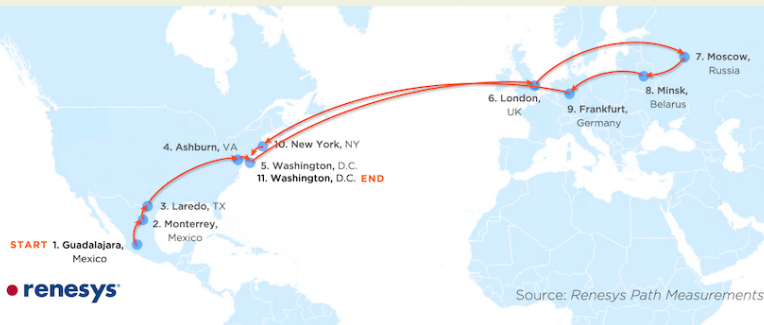 7. Moscow,
Russia
6. London,
UK
8. Minsk,
Belarus
9. Frankfurt,
Germany
4. Ashburn, VA
10. New York, NY
5. Washington, D.C.
11. Washington, D.C. END
3. Laredo, TX
2. Monterrey,
Mexico
START 1. Guadalajara,
Mexico
renesys
Source: Renesys Path Measurements